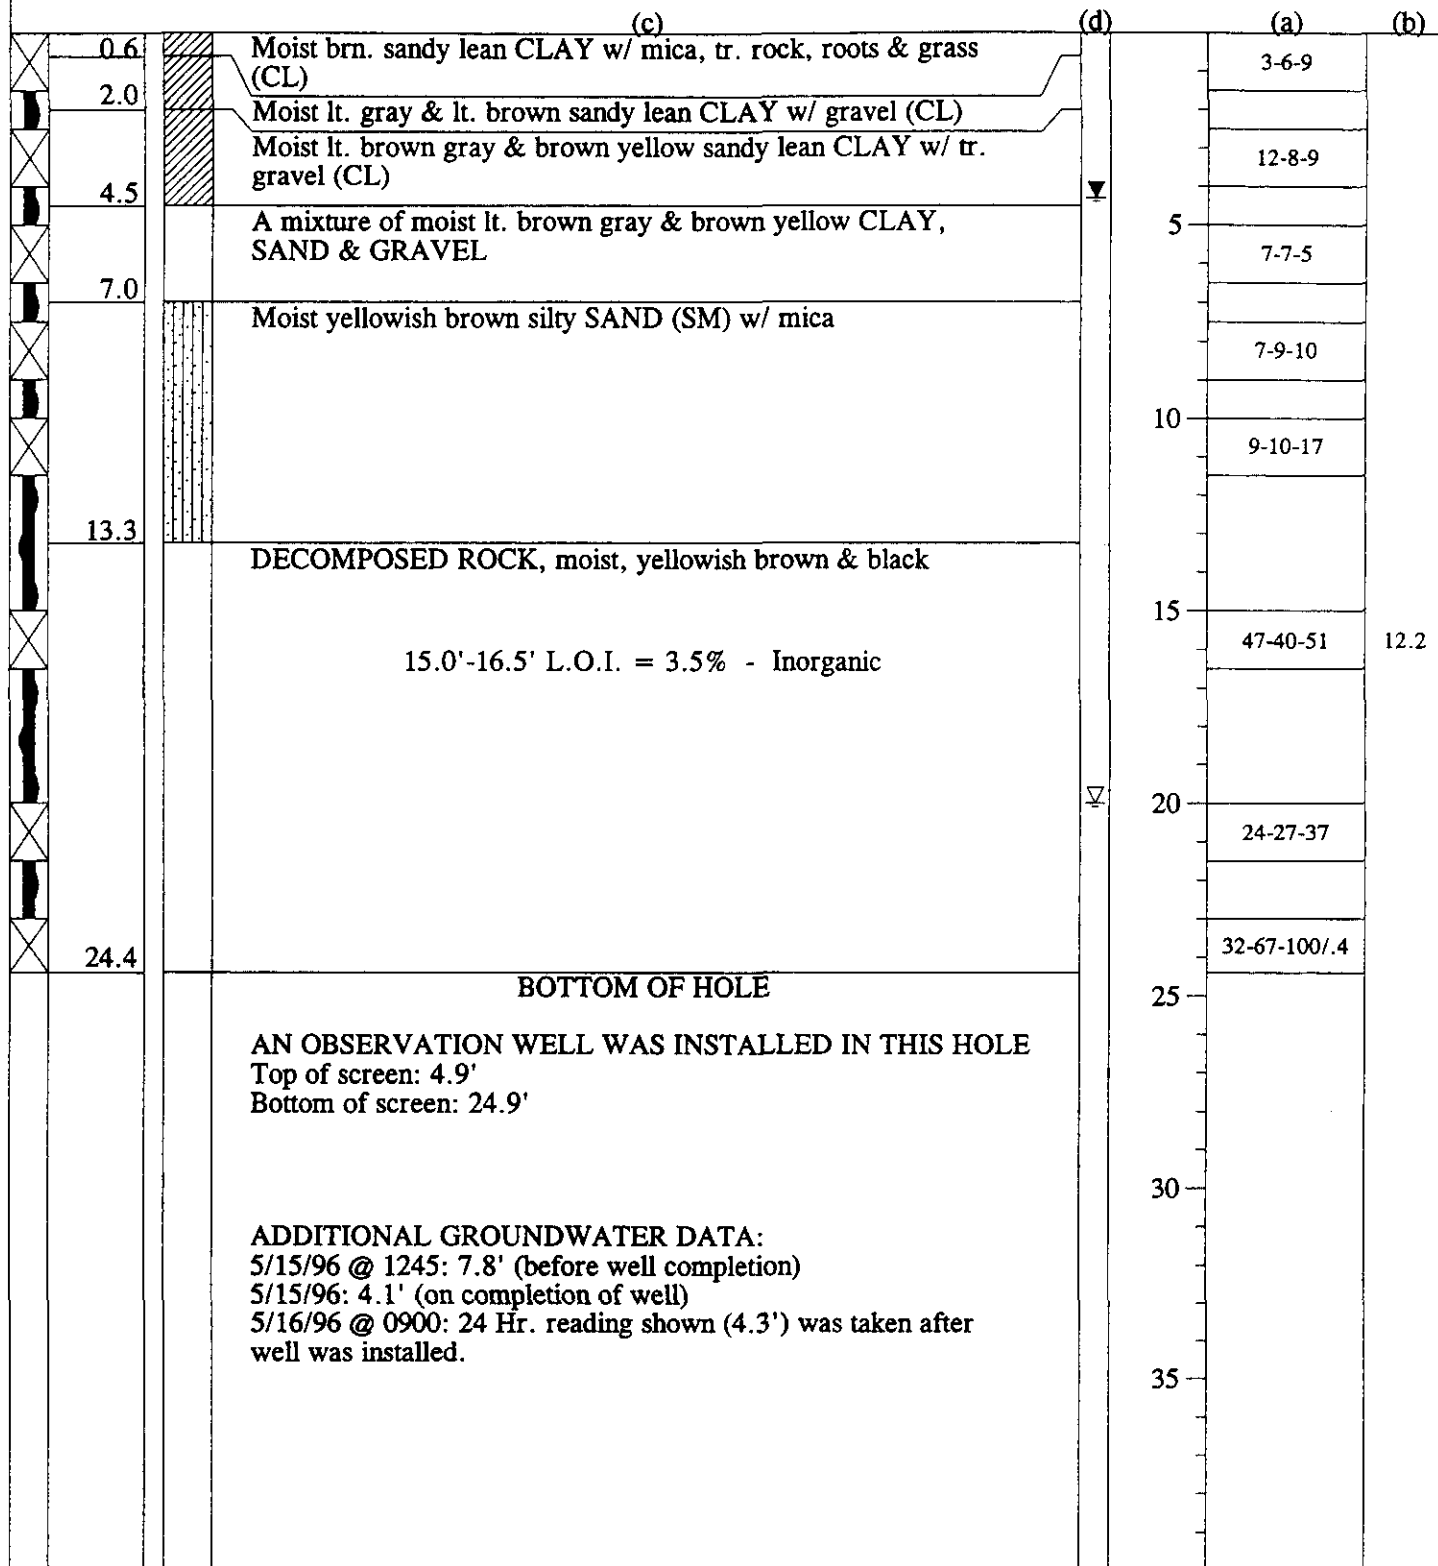 (c) (d) (a) (b)
0.6 Moist brn. sandy lean CLAY w/ mica, tr. rock, roots & grass
(CL)
3-6-9
2.0
Moist lt. gray & lt. brown sandy lean CLAY w/ gravel (CL)
Moist lt. brown gray & brown yellow sandy lean CLAY w/ tr.
gravel (CL)
12-8-9
4.5
A mixture of moist lt. brown gray & brown yellow CLAY,
SAND & GRAVEL
5
7-7-5
7.0
Moist yellowish brown silty SAND (SM) w/ mica
7-9-10
10
9-10-17
13.3
DECOMPOSED ROCK, moist, yellowish brown & black
15
15.0'-16.5' L.O.I. = 3.5% - Inorganic
47-40-51 12.2
20
24-27-37
24.4
32-67-100/.4
BOTTOM OF HOLE
25
AN OBSERVATION WELL WAS INSTALLED IN THIS HOLE
Top of screen: 4.9'
Bottom of screen: 24.9'
30
ADDITIONAL GROUNDWATER DATA:
5/15/96 @ 1245: 7.8' (before well completion)
5/15/96: 4.1' (on completion of well)
5/16/96 @ 0900: 24 Hr. reading shown (4.3') was taken after
well was installed.
35